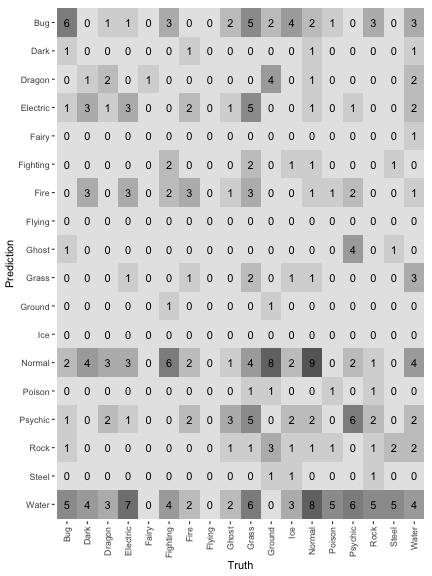 Prediction
Bug 6 0 1 1 0 3 0 0 2 5 2 4 2 1 0 3 0 3
Dark 1 0 0 0 0 0 1 0 0 0 0 0 1 0 0 0 0 1
Dragon 0 1 2 0 1 0 0 0 0 0 4 0 1 0 0 0 0 2
Electric 1 3 1 3 0 0 2 0 1 5 0 0 1 0 1 0 0 2
Fairy 0 0 0 0 0 0 0 0 0 0 0 0 0 0 0 0 0 1
Fighting 0 0 0 0 0 2 0 0 0 2 0 1 1 0 0 0 1 0
Fire 0 3 0 3 0 2 3 0 1 3 0 0 1 1 2 0 0 1
Flying 0 0 0 0 0 0 0 0 0 0 0 0 0 0 0 0 0 0
Ghost 1 0 0 0 0 0 0 0 0 0 0 0 0 0 4 0 1 0
Grass 0 0 0 1 0 0 1 0 0 2 0 1 1 0 0 0 0 3
Ground 0 0 0 0 0 1 0 0 0 0 1 0 0 0 0 0 0 0
Ice 0 0 0 0 0 0 0 0 0 0 0 0 0 0 0 0 0 0
Normal 2 4 3 3 0 6 2 0 1 4 8 2 9 0 2 1 0 4
Poison 0 0 0 0 0 0 0 0 0 1 1 0 0 1 0 1 0 0
Psychic 1 0 2 1 0 0 2 0 3 5 0 2 2 0 6 2 0 2
Rock 1 0 0 0 0 0 0 0 1 1 3 1 1 1 0 1 2 2
Steel 0 0 0 0 0 0 0 0 0 0 1 1 0 0 0 1 0 0
Water 5 4 3 7 0 4 2 0 2 6 0 3 8 5 6 5 5 4
Bug Dark Dragon Electric Fairy Fighting Fire Flying Ghost Grass Ground Ice Normal Poison Psychic Rock Steel Water
Truth